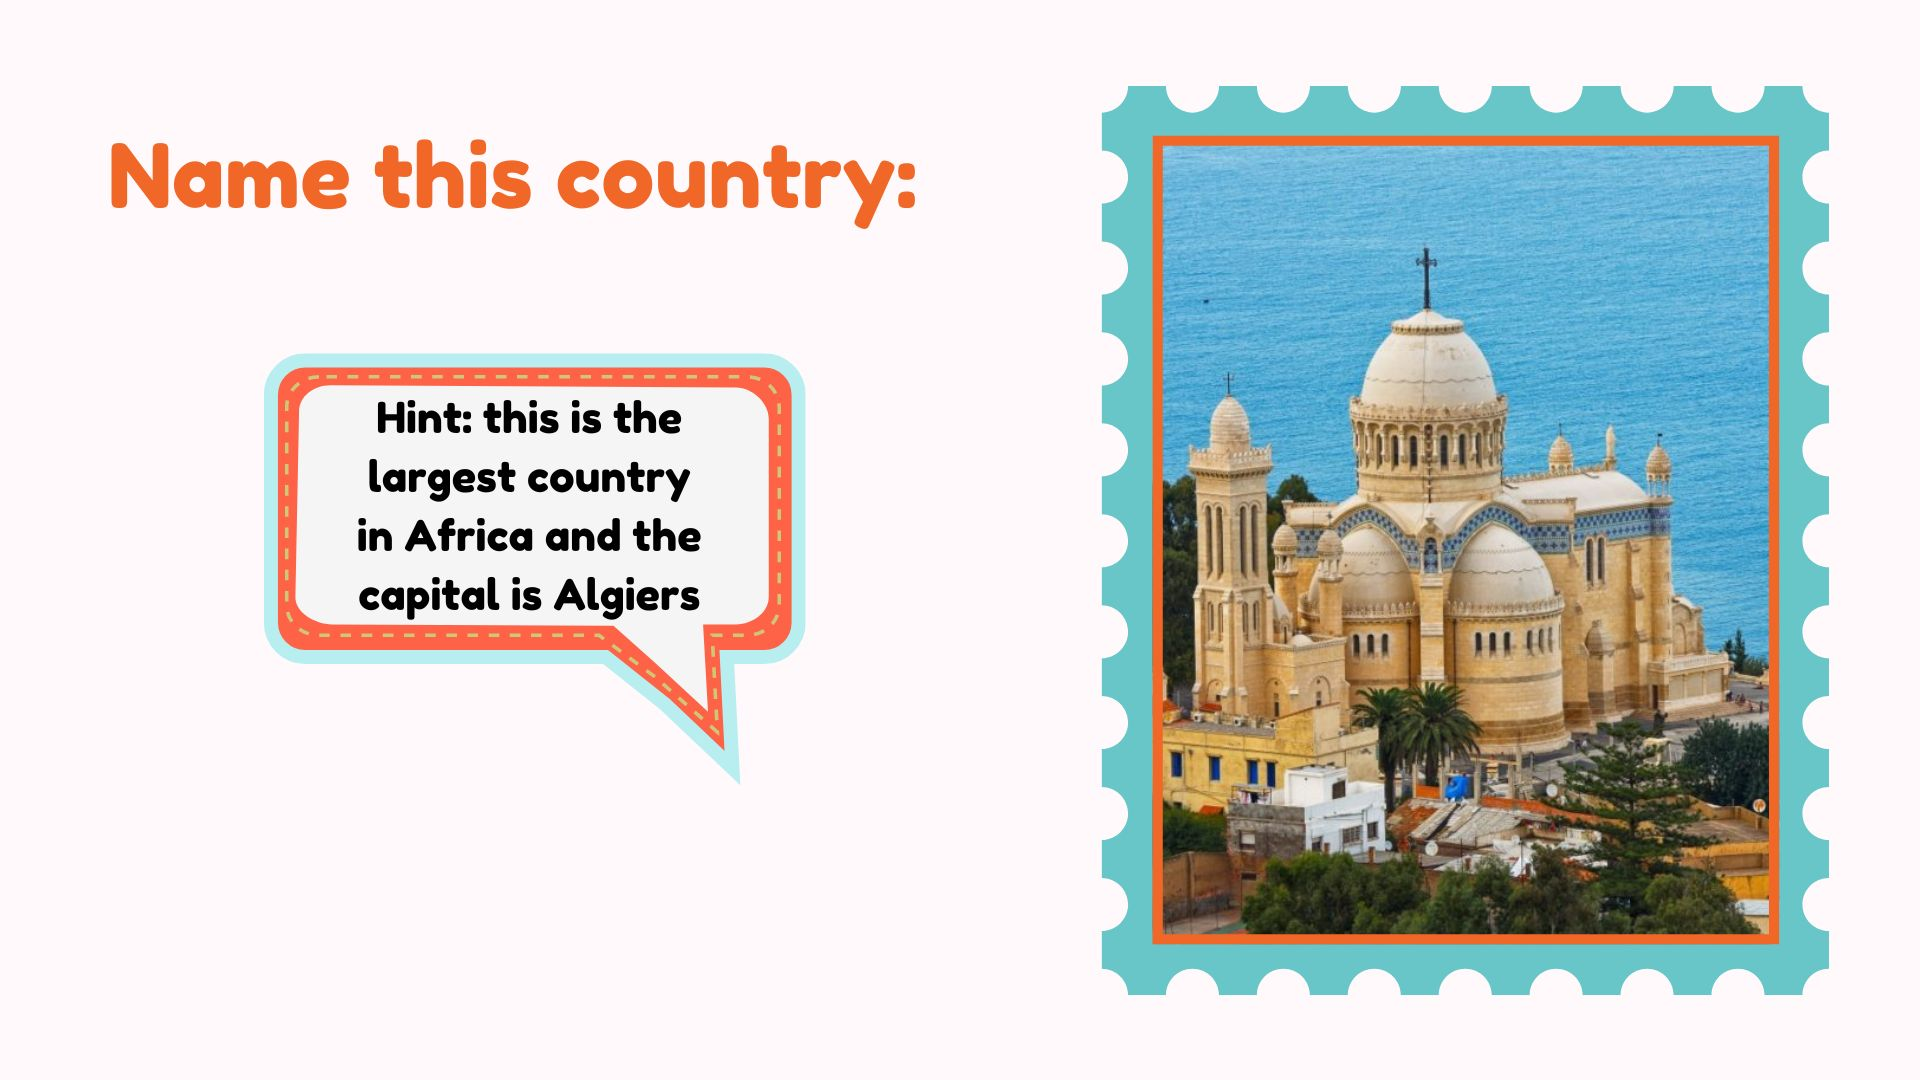 Name this country:
Hint: this is the
largest country
in Africa and the
capital is Algiers